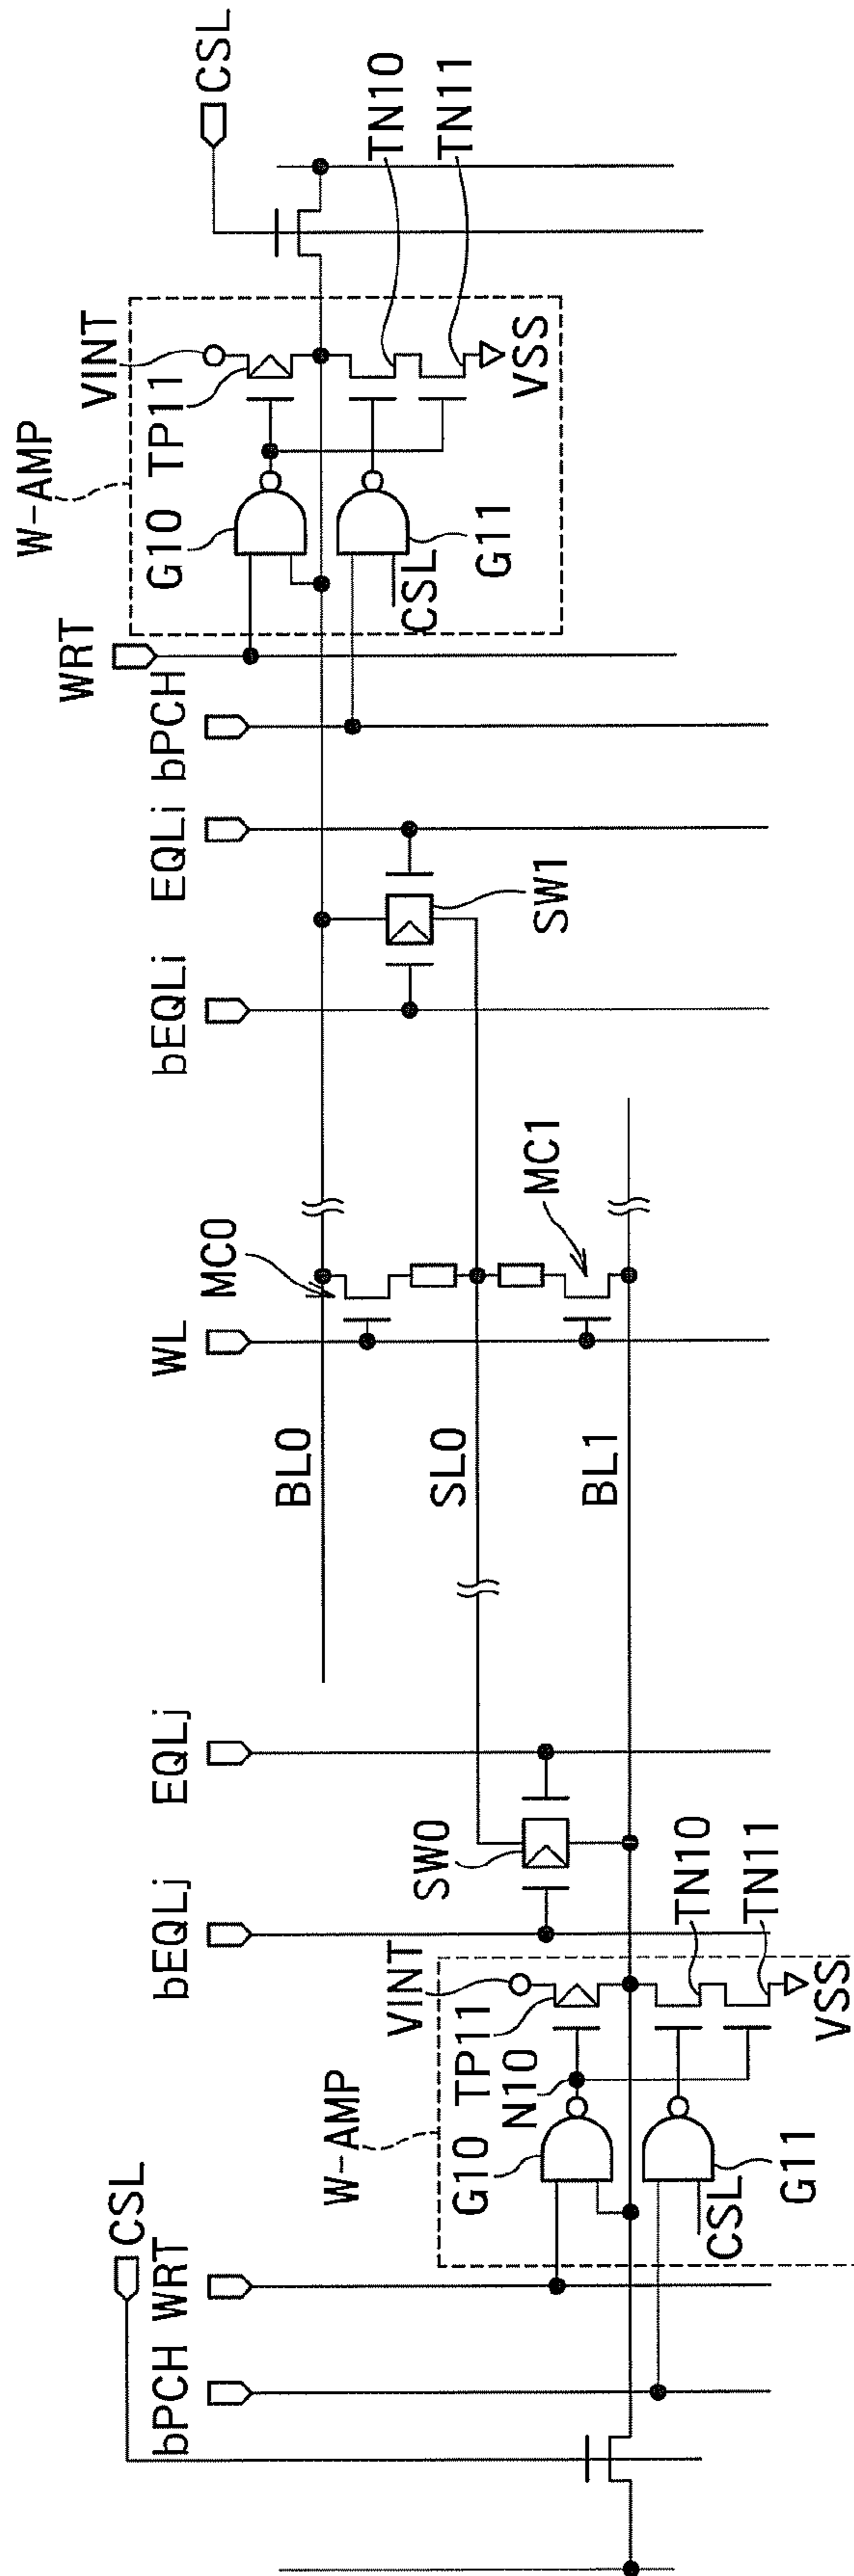 bPCH
WRT
CSL
W-AMP
G10
TP11
VINT
N10
CSL
G11
VSS
TN10
TN11
bEQLj
SW0
EQLj
BL0
SL0
BL1
WL
MC0
MC1
bEQLi
EQLi
SW1
bPCH
WRT
W-AMP
G10
TP11
VINT
CSL
G11
VSS
TN10
TN11
CSL